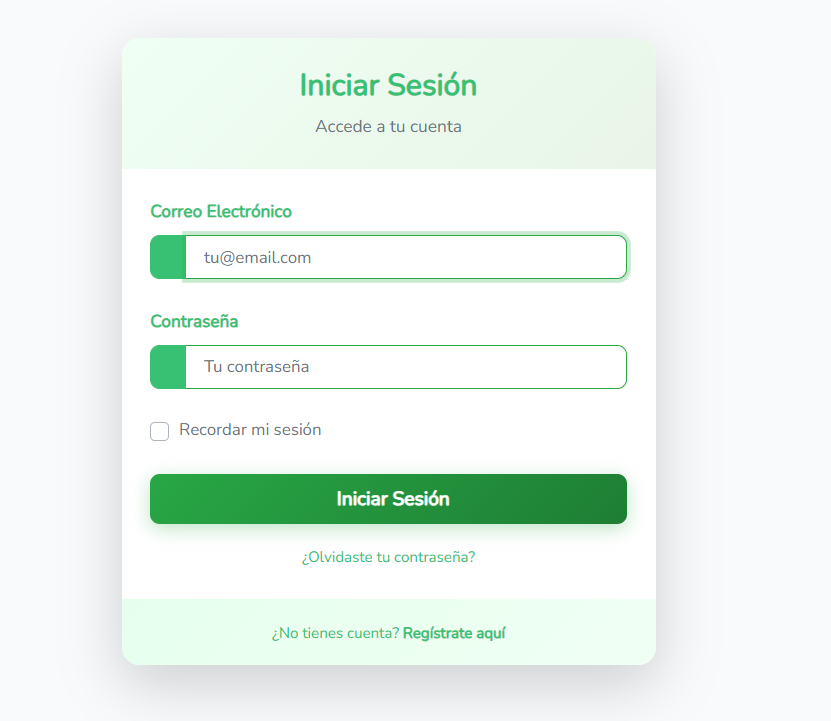 Iniciar Sesión
Accede a tu cuenta
Correo Electrónico
tu@email.com
Contraseña
Tu contraseña
Recordar mi sesión
Iniciar Sesión
¿Olvidaste tu contraseña?
¿No tienes cuenta? Regístrate aquí